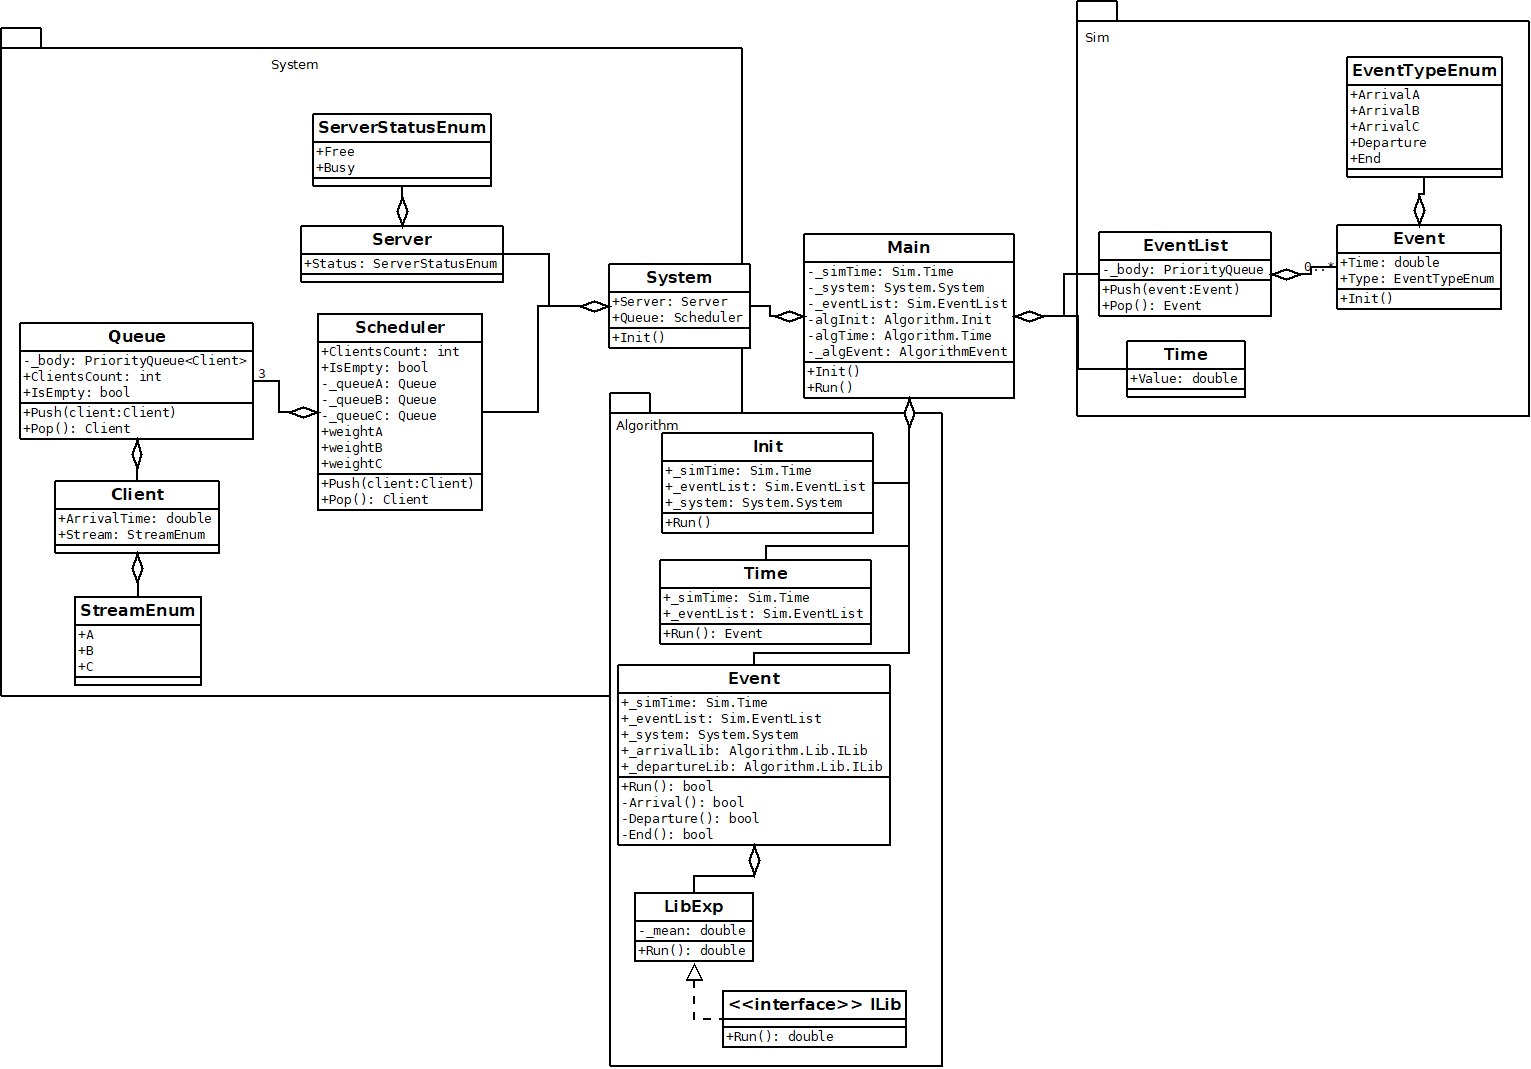 System
ServerStatusEnum
+Free
+Busy
Server
+Status: ServerStatusEnum
Queue
-_body: PriorityQueue<Client>
+ClientsCount: int
+IsEmpty: bool
+Push(client:Client)
+Pop(): Client
3
Scheduler
+ClientsCount: int
+IsEmpty: bool
-_queueA: Queue
-_queueB: Queue
-_queueC: Queue
+weightA
+weightB
+weightC
+Push(client:Client)
+Pop(): Client
Client
+ArrivalTime: double
+Stream: StreamEnum
StreamEnum
+A
+B
+C
System
+Server: Server
+Queue: Scheduler
+Init()
Main
-_simTime: Sim.Time
-_system: System.System
-_eventList: Sim.EventList
-algInit: Algorithm.Init
-algTime: Algorithm.Time
-_algEvent: AlgorithmEvent
+Init()
+Run()
Sim
EventTypeEnum
+ArrivalA
+ArrivalB
+ArrivalC
+Departure
+End
EventList
-_body: PriorityQueue
+Push(event:Event)
+Pop(): Event
0..*
Event
+Time: double
+Type: EventTypeEnum
+Init()
Time
+Value: double
Algorithm
Init
+_simTime: Sim.Time
+_eventList: Sim.EventList
+_system: System.System
+Run()
Time
+_simTime: Sim.Time
+_eventList: Sim.EventList
+Run(): Event
Event
+_simTime: Sim.Time
+_eventList: Sim.EventList
+_system: System.System
+_arrivalLib: Algorithm.Lib.ILib
+_departureLib: Algorithm.Lib.ILib
+Run(): bool
-Arrival(): bool
-Departure(): bool
-End(): bool
LibExp
-_mean: double
+Run(): double
<<interface>> ILib
+Run(): double